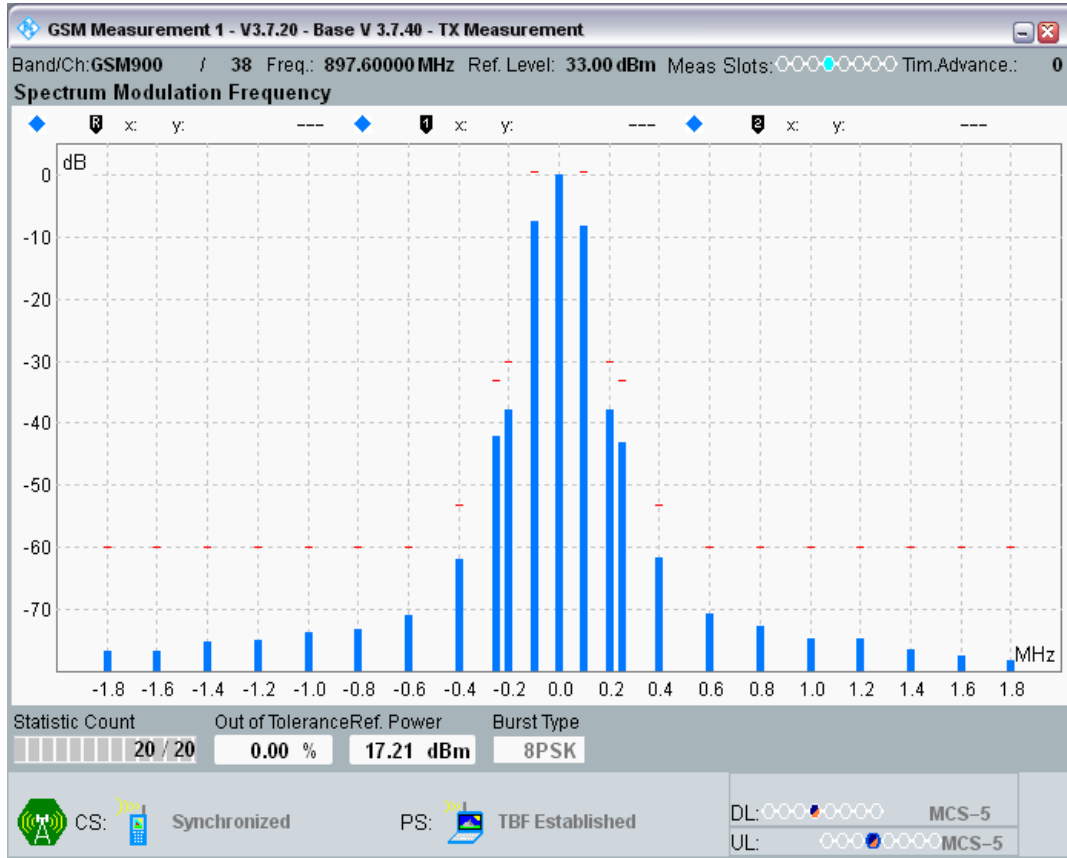 GSM Measurement 1 - V3.7.20 - Base V 3.7.40 - TX Measurement
Band/Ch:GSM900 / 38 Freq.: 897.60000 MHz Ref. Level: 33.00 dBm Meas Slots: Tim.Advance.: 0
Spectrum Modulation Frequency
R x: y: --- 1 x: y: --- 2 x: y: ---
dB
0
-10
-20
-30
-40
-50
-60
-70
MHz
-1.8 -1.6 -1.4 -1.2 -1.0 -0.8 -0.6 -0.4 -0.2 0.0 0.2 0.4 0.6 0.8 1.0 1.2 1.4 1.6 1.8
Statistic Count Out of Tolerance Ref. Power Burst Type
20 / 20 0.00 % 17.21 dBm 8PSK
CS: Synchronized PS: TBF Established
DL: MCS-5
UL: MCS-5